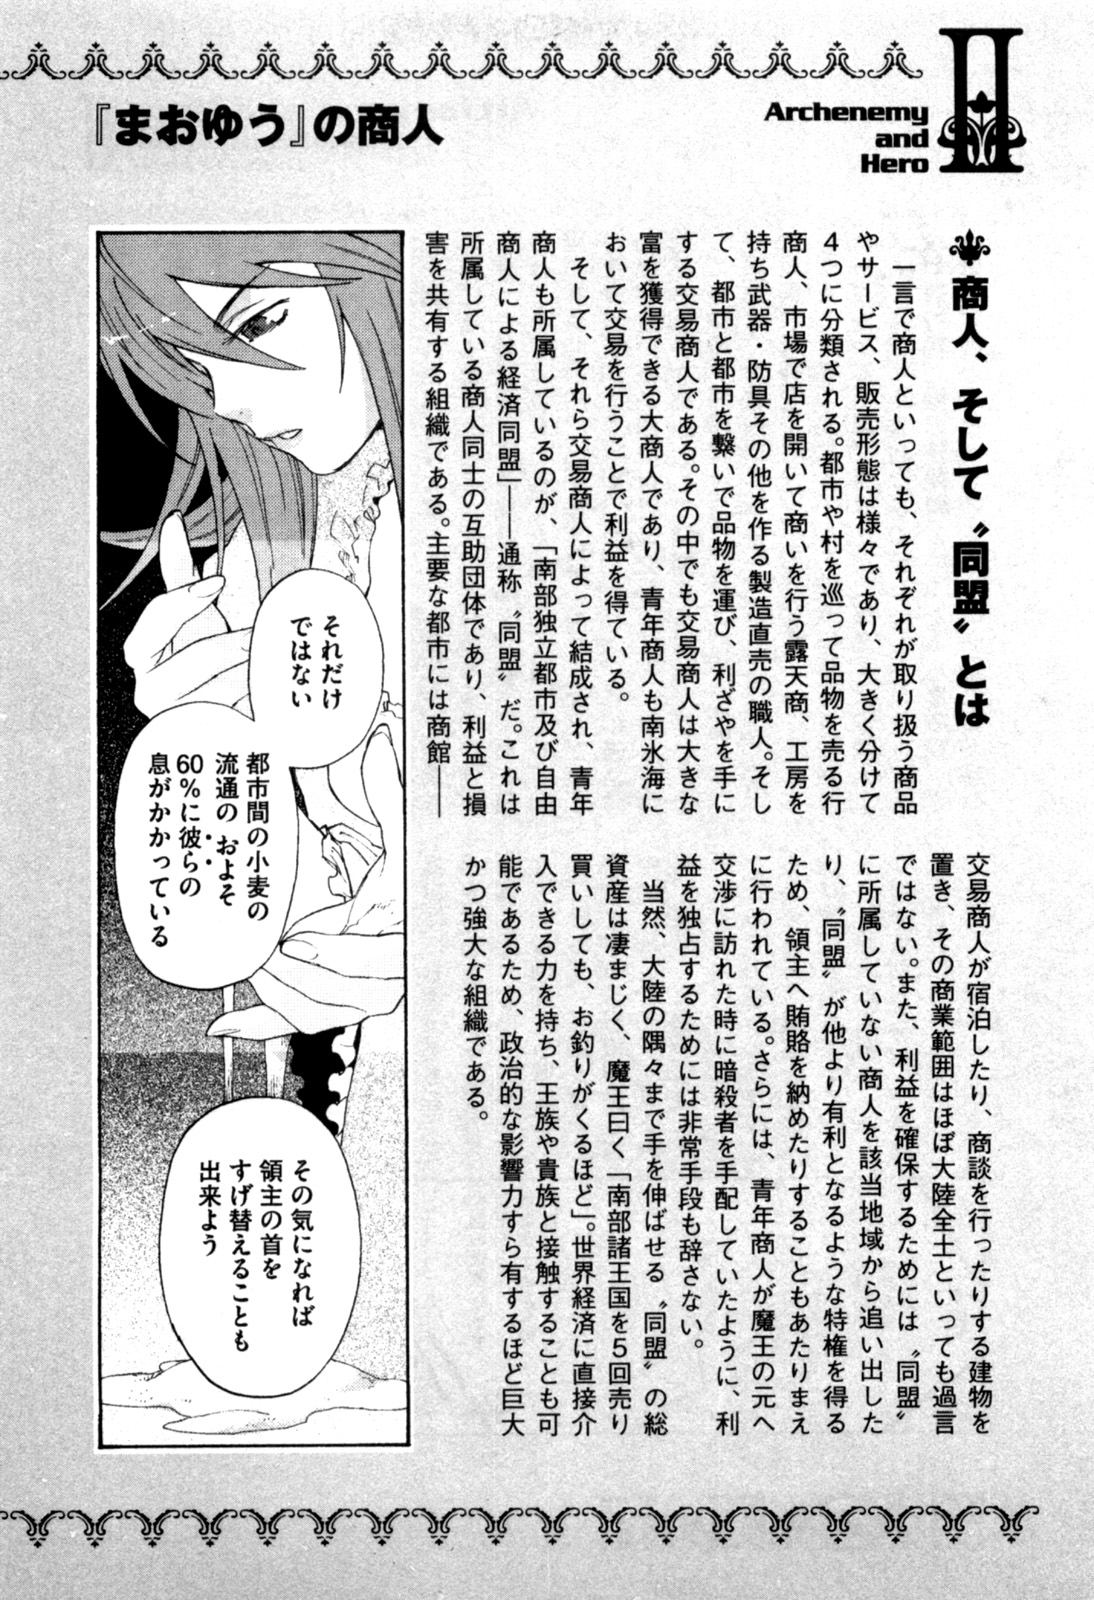 『まおゆう』の商人
Archenemy
and
Hero
II
商人、そして〝同盟〟とは
一言で商人といっても、それぞれが取り扱う商品
やサービス、販売形態は様々であり、大きく分けて
4つに分類される。都市や村を巡って品物を売る行
商人、市場で店を開いて商いを行う露天商、工房を
持ち武器・防具その他を作る製造直売の職人。そし
て、都市と都市を繋いで品物を運び、利ざやを手に
する交易商人である。その中でも交易商人は大きな
富を獲得できる大商人であり、青年商人も南氷海に
おいて交易を行うことで利益を得ている。
そして、それら交易商人によって結成され、青年
商人も所属しているのが、「南部独立都市及び自由
商人による経済同盟」――通称〝同盟〟だ。これは
所属している商人同士の互助団体であり、利益と損
害を共有する組織である。主要な都市には商館――
交易商人が宿泊したり、商談を行ったりする建物を
置き、その商業範囲はほぼ大陸全土といっても過言
ではない。また、利益を確保するためには〝同盟〟
に所属していない商人を該当地域から追い出した
り、〝同盟〟が他より有利となるような特権を得る
ため、領主へ賄賂を納めたりすることもあたりまえ
に行われている。さらには、青年商人が魔王の元へ
交渉に訪れた時に暗殺者を手配していたように、利
益を独占するためには非常手段も辞さない。
当然、大陸の隅々まで手を伸ばせる〝同盟〟の総
資産は凄まじく、魔王曰く「南部諸王国を5回売り
買いしても、お釣りがくるほど」。世界経済に直接介
入できる力を持ち、王族や貴族と接触することも可
能であるため、政治的な影響力すら有するほど巨大
かつ強大な組織である。
それだけ
ではない
都市間の小麦の
流通の およそ
60%に彼らの
息がかかっている
その気になれば
領主の首を
すげ替えることも
出来よう